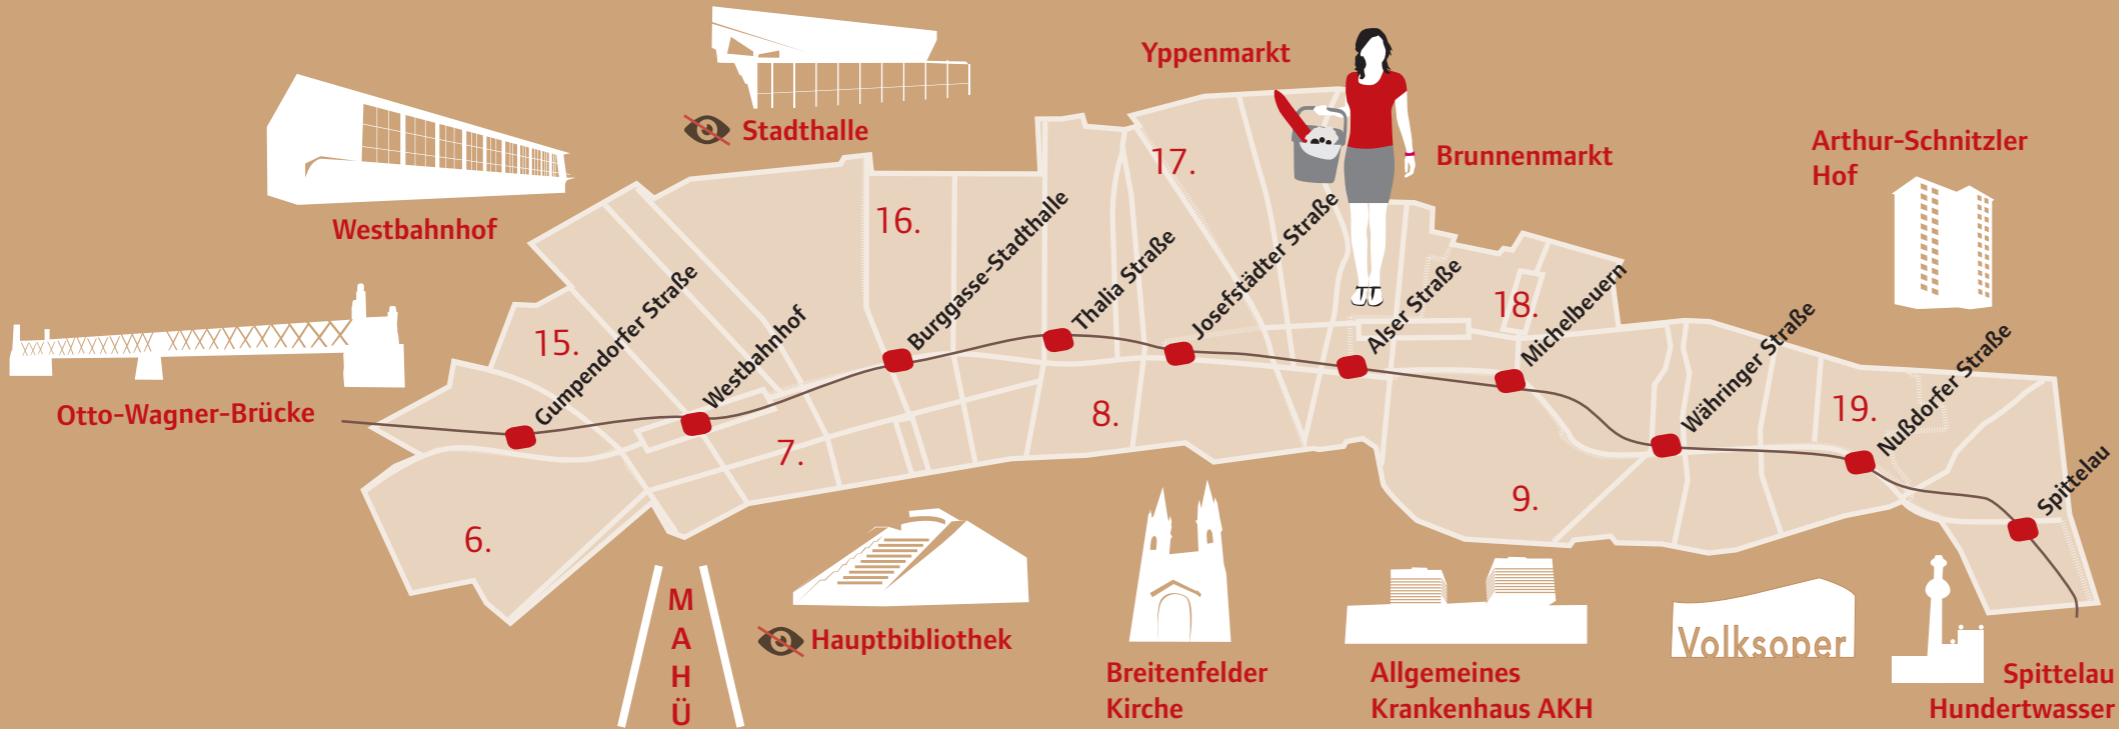 Yppenmarkt
Stadthalle
Brunnenmarkt
Arthur-Schnitzler
Hof
Westbahnhof
Otto-Wagner-Brücke
15.
16.
17.
18.
19.
6.
7.
8.
9.
Gumpendorfer Straße
Westbahnhof
Burggasse-Stadthalle
Thalia Straße
Josefstädter Straße
Alser Straße
Michelbeuern
Währinger Straße
Nußdorfer Straße
Spittelau
M
A
H
Ü
Hauptbibliothek
Breitenfelder
Kirche
Allgemeines
Krankenhaus AKH
Volksoper
Spittelau
Hundertwasser